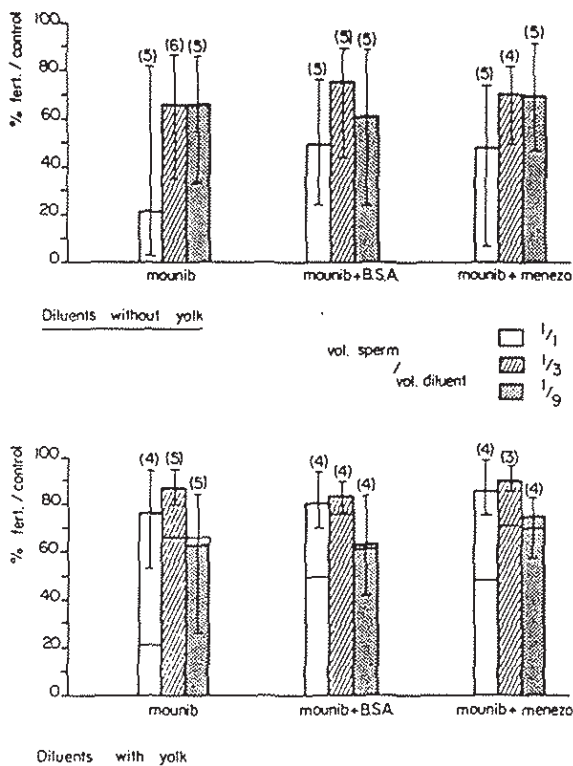 % fert. / control
100
80
60
40
20
0
(5) (6) (5)
(5) (5) (5)
(5) (4) (5)
mounib mounib+B.S.A. mounib + menezo
Diluents without yolk
vol. sperm / vol. diluent
1/1
1/3
1/9
% fert. / control
100
80
60
40
20
0
(4) (5) (5)
(4) (4) (4)
(4) (3) (4)
mounib mounib+B.S.A. mounib + menezo
Diluents with yolk